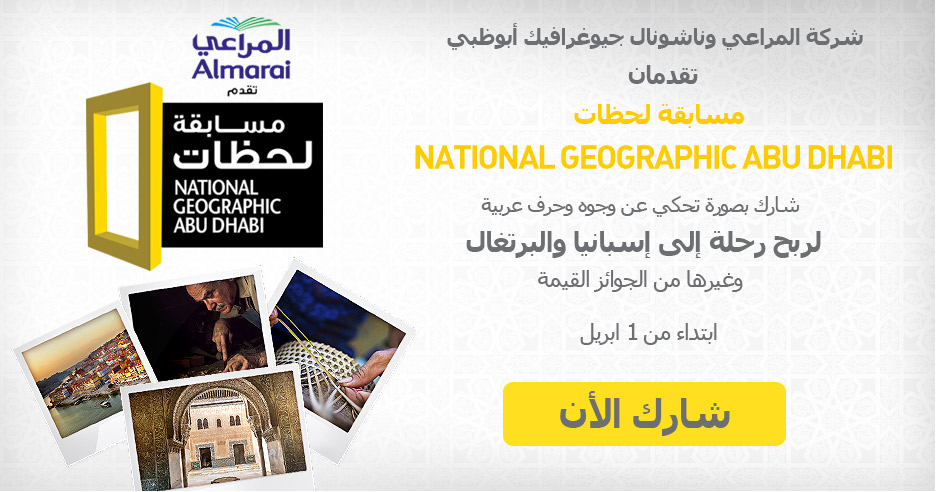 المراعي
Almarai
تقدم
مسابقة
لحظات
NATIONAL
GEOGRAPHIC
ABU DHABI
شركة المراعي وناشونال جيوغرافيك أبوظبي
تقدمان
مسابقة لحظات
NATIONAL GEOGRAPHIC ABU DHABI
شارك بصورة تحكي عن وجوه وحرف عربية
لربح رحلة إلى إسبانيا والبرتغال
وغيرها من الجوائز القيمة
ابتداء من 1 ابريل
شارك الأن